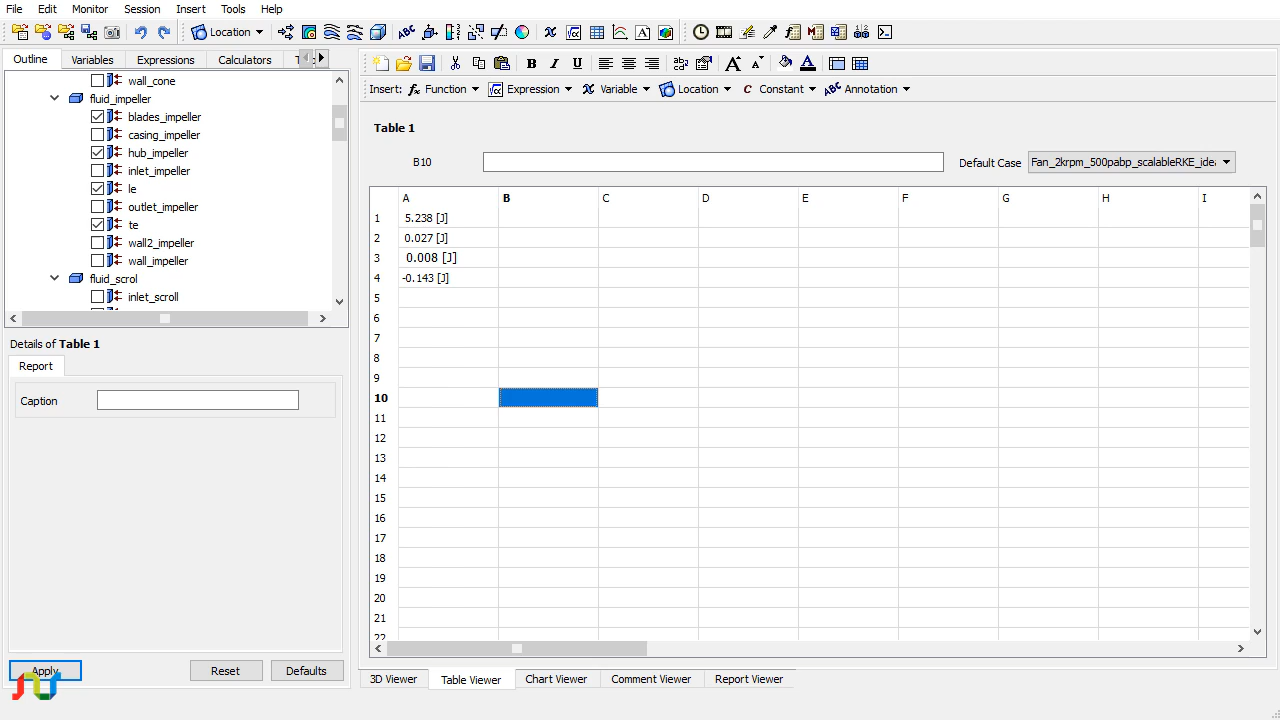 File Edit Monitor Session Insert Tools Help
Location
Outline Variables Expressions Calculators
wall_cone
fluid_impeller
blades_impeller
casing_impeller
hub_impeller
inlet_impeller
le
outlet_impeller
te
wall2_impeller
wall_impeller
fluid_scrol
inlet_scroll
Details of Table 1
Report
Caption
Apply Reset Defaults
Insert: Function Expression Variable Location Constant Annotation
Table 1
B10 Default Case Fan_2krpm_500pabp_scalableRKE_idea
A B C D E F G H I
1 5.238 [J]
2 0.027 [J]
3 0.008 [J]
4 -0.143 [J]
5
6
7
8
9
10
11
12
13
14
15
16
17
18
19
20
21
22
3D Viewer Table Viewer Chart Viewer Comment Viewer Report Viewer